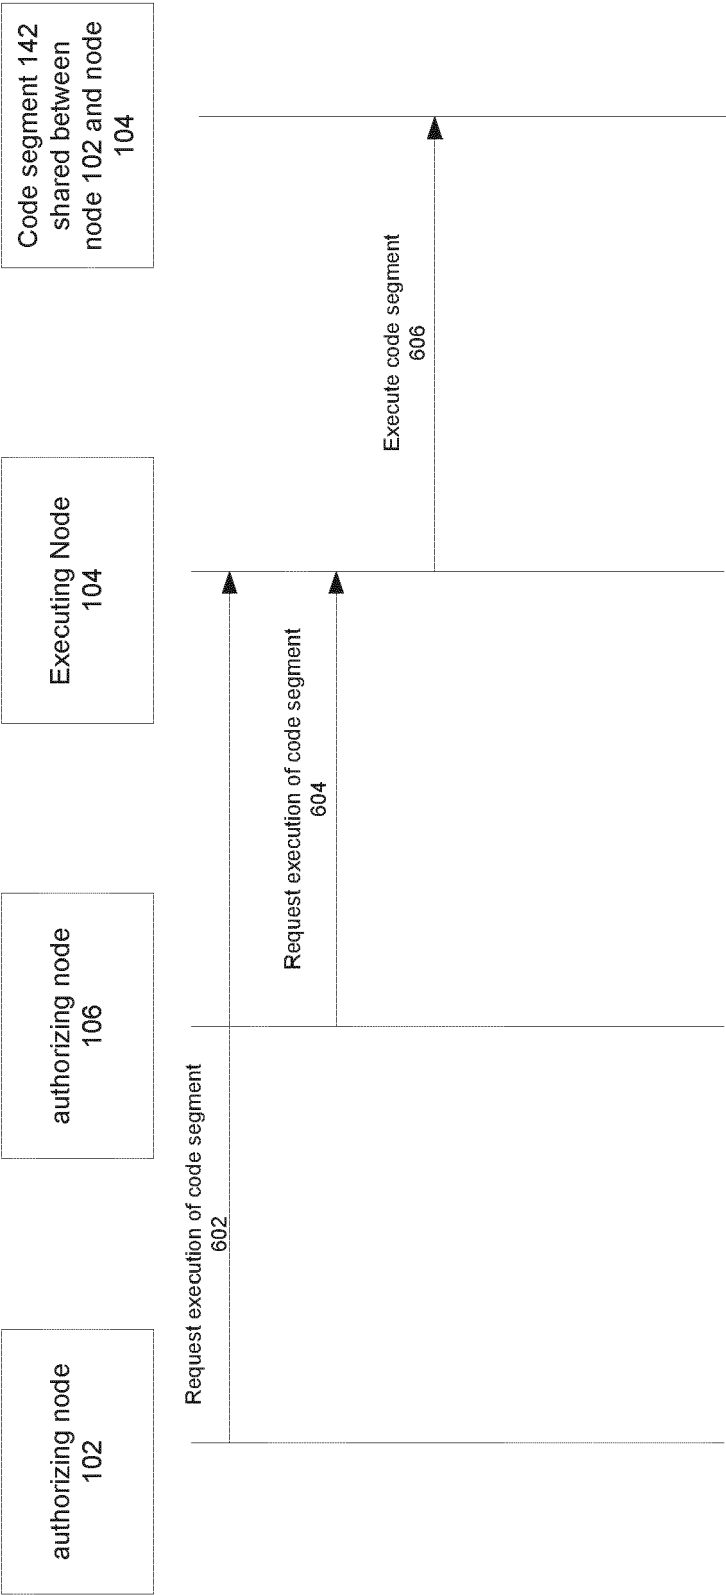 authorizing node
102
authorizing node
106
Executing Node
104
Code segment 142
shared between
node 102 and node
104
Request execution of code segment
602
Request execution of code segment
604
Execute code segment
606